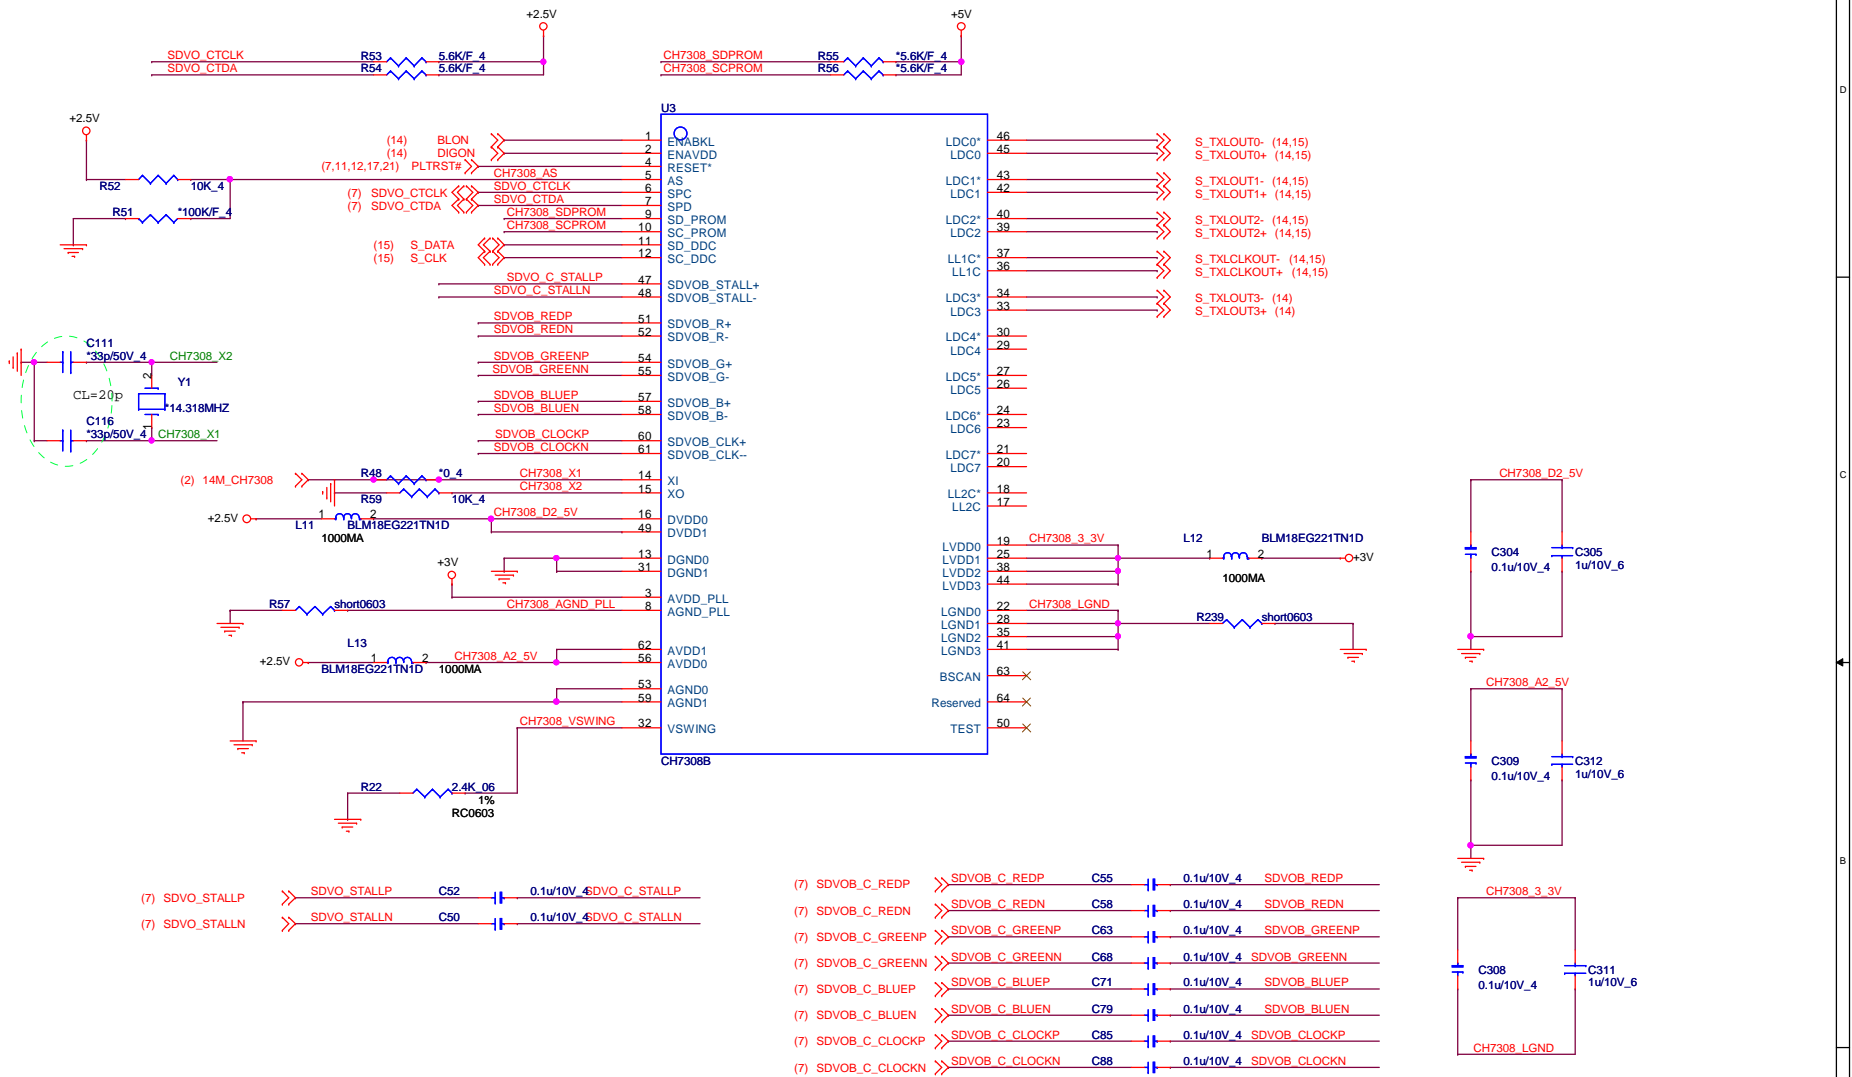 +2.5V
SDVO_CTCLK R53 5.6K/F_4
SDVO_CTDA R54 5.6K/F_4
+5V
CH7308_SDPROM R55 *5.6K/F_4
CH7308_SCPROM R56 *5.6K/F_4
D
+2.5V
R52 10K_4
R51 *100K/F_4
U3
(14) BLON 1 ENABKL
(14) DIGON 2 ENAVDD
(7,11,12,17,21) PLTRST# 4 RESET*
CH7308_AS 5 AS
(7) SDVO_CTCLK SDVO_CTCLK 6 SPC
(7) SDVO_CTDA SDVO_CTDA 7 SPD
CH7308_SDPROM 9 SD_PROM
CH7308_SCPROM 10 SC_PROM
(15) S_DATA 11 SD_DDC
(15) S_CLK 12 SC_DDC
SDVO_C_STALLP 47 SDVOB_STALL+
SDVO_C_STALLN 48 SDVOB_STALL-
SDVOB_REDP 51 SDVOB_R+
SDVOB_REDN 52 SDVOB_R-
SDVOB_GREENP 54 SDVOB_G+
SDVOB_GREENN 55 SDVOB_G-
SDVOB_BLUEP 57 SDVOB_B+
SDVOB_BLUEN 58 SDVOB_B-
SDVOB_CLOCKP 60 SDVOB_CLK+
SDVOB_CLOCKN 61 SDVOB_CLK--
C111
*33p/50V_4 CH7308_X2
2
Y1
CL=20p
*14.318MHZ
C116
1
*33p/50V_4 CH7308_X1
(2) 14M_CH7308 R48 *0_4 CH7308_X1 14 XI
R59 10K_4 CH7308_X2 15 XO
+2.5V L11 1 2 BLM18EG221TN1D CH7308_D2_5V 16 DVDD0
1000MA
49 DVDD1
13 DGND0
31 DGND1
+3V
3 AVDD_PLL
R57 short0603 CH7308_AGND_PLL 8 AGND_PLL
L13
62 AVDD1
+2.5V 1 2 CH7308_A2_5V 56 AVDD0
BLM18EG221TN1D 1000MA
53 AGND0
59 AGND1
CH7308_VSWING 32 VSWING
R22 2.4K_06
1%
RC0603
CH7308B
LDC0* 46 S_TXLOUT0- (14,15)
LDC0 45 S_TXLOUT0+ (14,15)
LDC1* 43 S_TXLOUT1- (14,15)
LDC1 42 S_TXLOUT1+ (14,15)
LDC2* 40 S_TXLOUT2- (14,15)
LDC2 39 S_TXLOUT2+ (14,15)
LL1C* 37 S_TXLCLKOUT- (14,15)
LL1C 36 S_TXLCLKOUT+ (14,15)
LDC3* 34 S_TXLOUT3- (14)
LDC3 33 S_TXLOUT3+ (14)
LDC4* 30
LDC4 29
LDC5* 27
LDC5 26
LDC6* 24
LDC6 23
LDC7* 21
LDC7 20
LL2C* 18
LL2C 17
LVDD0 19 CH7308_3_3V
LVDD1 25
LVDD2 38
LVDD3 44
L12 1 2 BLM18EG221TN1D +3V
1000MA
LGND0 22 CH7308_LGND
LGND1 28
LGND2 35
LGND3 41
R239 short0603
BSCAN 63
Reserved 64
TEST 50
C
CH7308_D2_5V
C304 C305
0.1u/10V_4 1u/10V_6
CH7308_A2_5V
C309 C312
0.1u/10V_4 1u/10V_6
B
CH7308_3_3V
C308 C311
0.1u/10V_4 1u/10V_6
CH7308_LGND
(7) SDVO_STALLP SDVO_STALLP C52 0.1u/10V_4 SDVO_C_STALLP
(7) SDVO_STALLN SDVO_STALLN C50 0.1u/10V_4 SDVO_C_STALLN
(7) SDVOB_C_REDP SDVOB_C_REDP C55 0.1u/10V_4 SDVOB_REDP
(7) SDVOB_C_REDN SDVOB_C_REDN C58 0.1u/10V_4 SDVOB_REDN
(7) SDVOB_C_GREENP SDVOB_C_GREENP C63 0.1u/10V_4 SDVOB_GREENP
(7) SDVOB_C_GREENN SDVOB_C_GREENN C68 0.1u/10V_4 SDVOB_GREENN
(7) SDVOB_C_BLUEP SDVOB_C_BLUEP C71 0.1u/10V_4 SDVOB_BLUEP
(7) SDVOB_C_BLUEN SDVOB_C_BLUEN C79 0.1u/10V_4 SDVOB_BLUEN
(7) SDVOB_C_CLOCKP SDVOB_C_CLOCKP C85 0.1u/10V_4 SDVOB_CLOCKP
(7) SDVOB_C_CLOCKN SDVOB_C_CLOCKN C88 0.1u/10V_4 SDVOB_CLOCKN